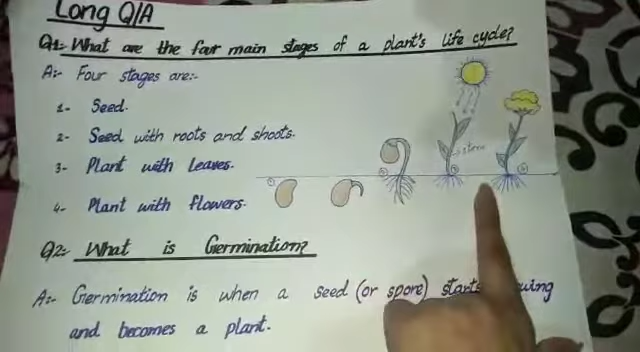 Long Q/A
Q1:- What are the four main stages of a plant's life cycle?
A:- Four stages are:-
1- Seed.
2- Seed with roots and shoots.
3- Plant with leaves.
4- Plant with flowers.
stem
Q2:- What is Germination?
A:- Germination is when a seed (or spore) starts wing
and becomes a plant.